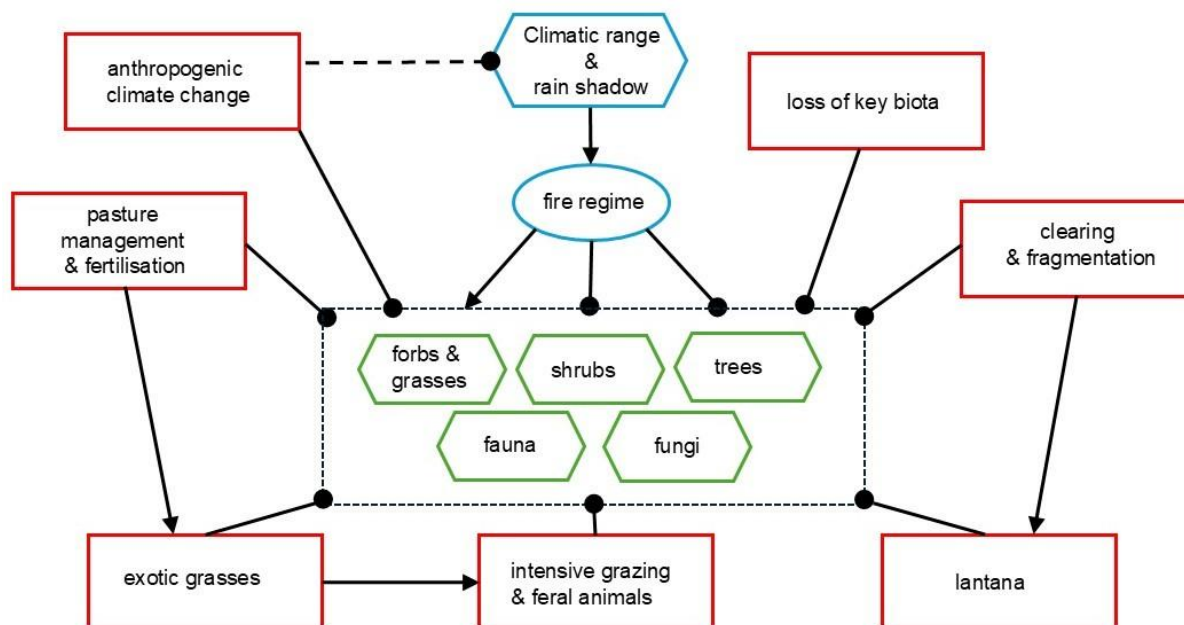 Climatic range
&
rain shadow
anthropogenic
climate change
loss of key biota
fire regime
pasture
management
& fertilisation
clearing
& fragmentation
forbs &
grasses
shrubs
trees
fauna
fungi
exotic grasses
intensive grazing
& feral animals
lantana